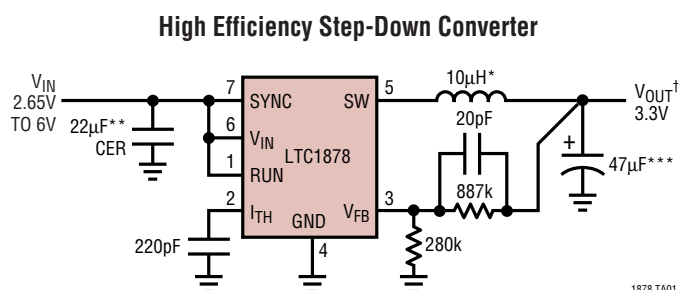 High Efficiency Step-Down Converter
VIN
2.65V
TO 6V
22µF**
CER
7
SYNC
6
VIN
1
RUN
2
ITH
220pF
LTC1878
GND
4
SW
5
VFB
3
10µH*
20pF
887k
280k
VOUT†
3.3V
+
47µF***
1878 TA01